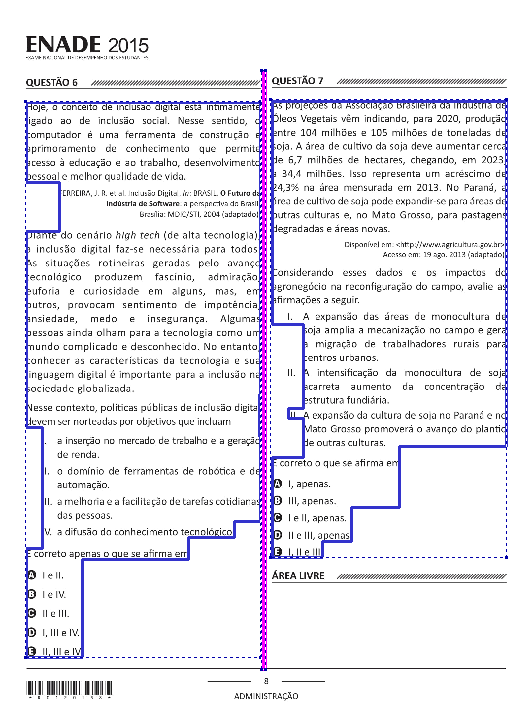 ENADE 2015
EXAME NACIONAL DE DESEMPENHO DOS ESTUDANTES
QUESTÃO 6
Hoje, o conceito de inclusão digital está intimamente
ligado ao de inclusão social. Nesse sentido, o
computador é uma ferramenta de construção e
aprimoramento de conhecimento que permite
acesso à educação e ao trabalho, desenvolvimento
pessoal e melhor qualidade de vida.
FERREIRA, J. R. et al. Inclusão Digital. In: BRASIL. O Futuro da
Indústria de Software: a perspectiva do Brasil.
Brasília: MDIC/STI, 2004 (adaptado).
Diante do cenário high tech (de alta tecnologia),
a inclusão digital faz-se necessária para todos.
As situações rotineiras geradas pelo avanço
tecnológico produzem fascínio, admiração,
euforia e curiosidade em alguns, mas, em
outros, provocam sentimento de impotência,
ansiedade, medo e insegurança. Algumas
pessoas ainda olham para a tecnologia como um
mundo complicado e desconhecido. No entanto,
conhecer as características da tecnologia e sua
linguagem digital é importante para a inclusão na
sociedade globalizada.
Nesse contexto, políticas públicas de inclusão digital
devem ser norteadas por objetivos que incluam
I. a inserção no mercado de trabalho e a geração
de renda.
II. o domínio de ferramentas de robótica e de
automação.
III. a melhoria e a facilitação de tarefas cotidianas
das pessoas.
IV. a difusão do conhecimento tecnológico.
É correto apenas o que se afirma em
A I e II.
B I e IV.
C II e III.
D I, III e IV.
E II, III e IV.
QUESTÃO 7
As projeções da Associação Brasileira da Indústria de
Óleos Vegetais vêm indicando, para 2020, produção
entre 104 milhões e 105 milhões de toneladas de
soja. A área de cultivo da soja deve aumentar cerca
de 6,7 milhões de hectares, chegando, em 2023,
a 34,4 milhões. Isso representa um acréscimo de
24,3% na área mensurada em 2013. No Paraná, a
área de cultivo de soja pode expandir-se para áreas de
outras culturas e, no Mato Grosso, para pastagens
degradadas e áreas novas.
Disponível em: <http://www.agricultura.gov.br>.
Acesso em: 19 ago. 2013 (adaptado).
Considerando esses dados e os impactos do
agronegócio na reconfiguração do campo, avalie as
afirmações a seguir.
I. A expansão das áreas de monocultura de
soja amplia a mecanização no campo e gera
a migração de trabalhadores rurais para
centros urbanos.
II. A intensificação da monocultura de soja
acarreta aumento da concentração da
estrutura fundiária.
III. A expansão da cultura de soja no Paraná e no
Mato Grosso promoverá o avanço do plantio
de outras culturas.
É correto o que se afirma em
A I, apenas.
B III, apenas.
C I e II, apenas.
D II e III, apenas.
E I, II e III.
ÁREA LIVRE
8
ADMINISTRAÇÃO